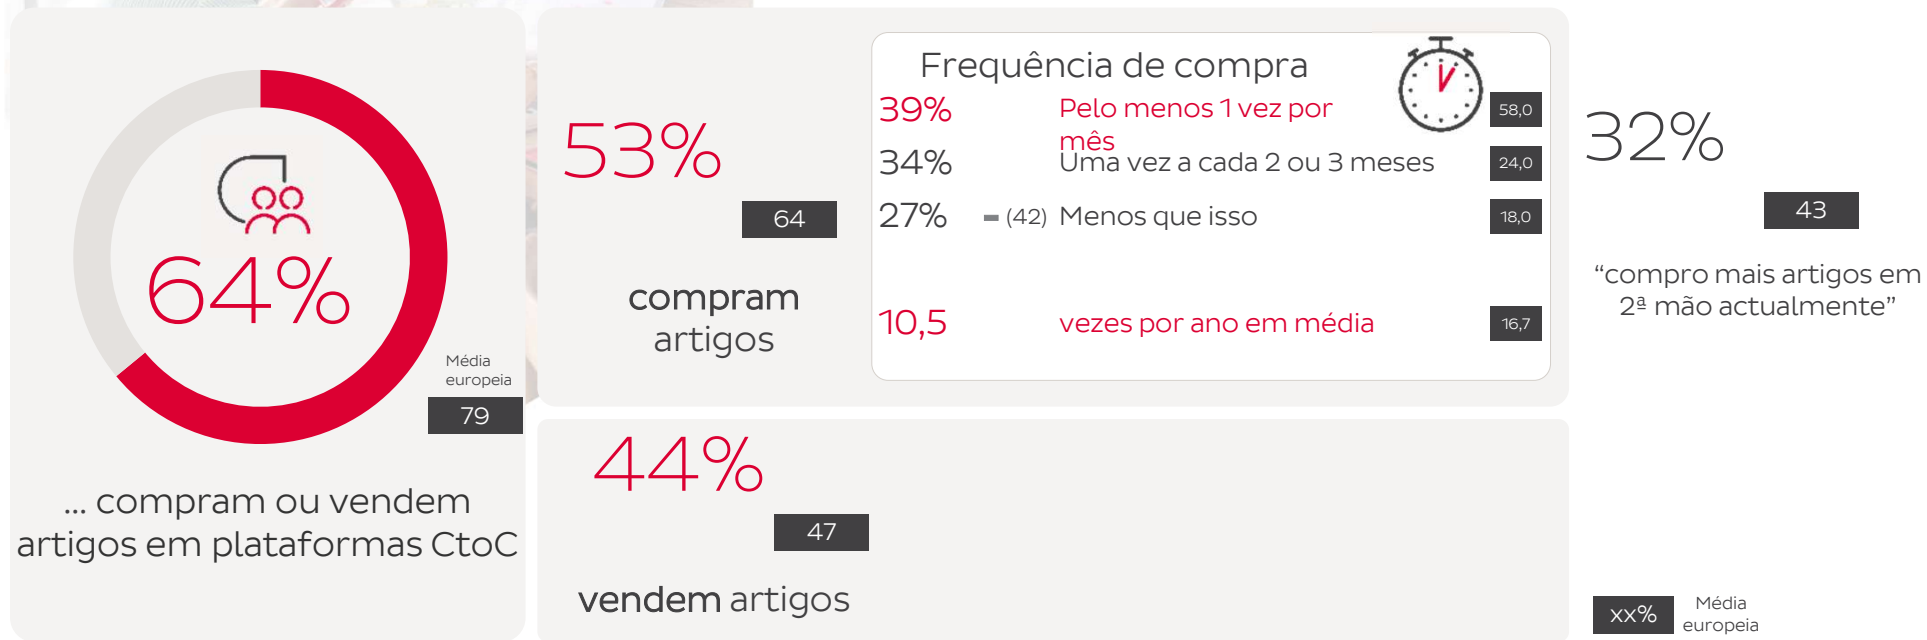 64%
Média
europeia
79
... compram ou vendem
artigos em plataformas CtoC
53%
64
compram
artigos
Frequência de compra
39% Pelo menos 1 vez por
mês
58,0
34% Uma vez a cada 2 ou 3 meses 24,0
27% - (42) Menos que isso 18,0
10,5 vezes por ano em média 16,7
32%
43
“compro mais artigos em
2ª mão actualmente”
44%
47
vendem artigos
xx% Média
europeia